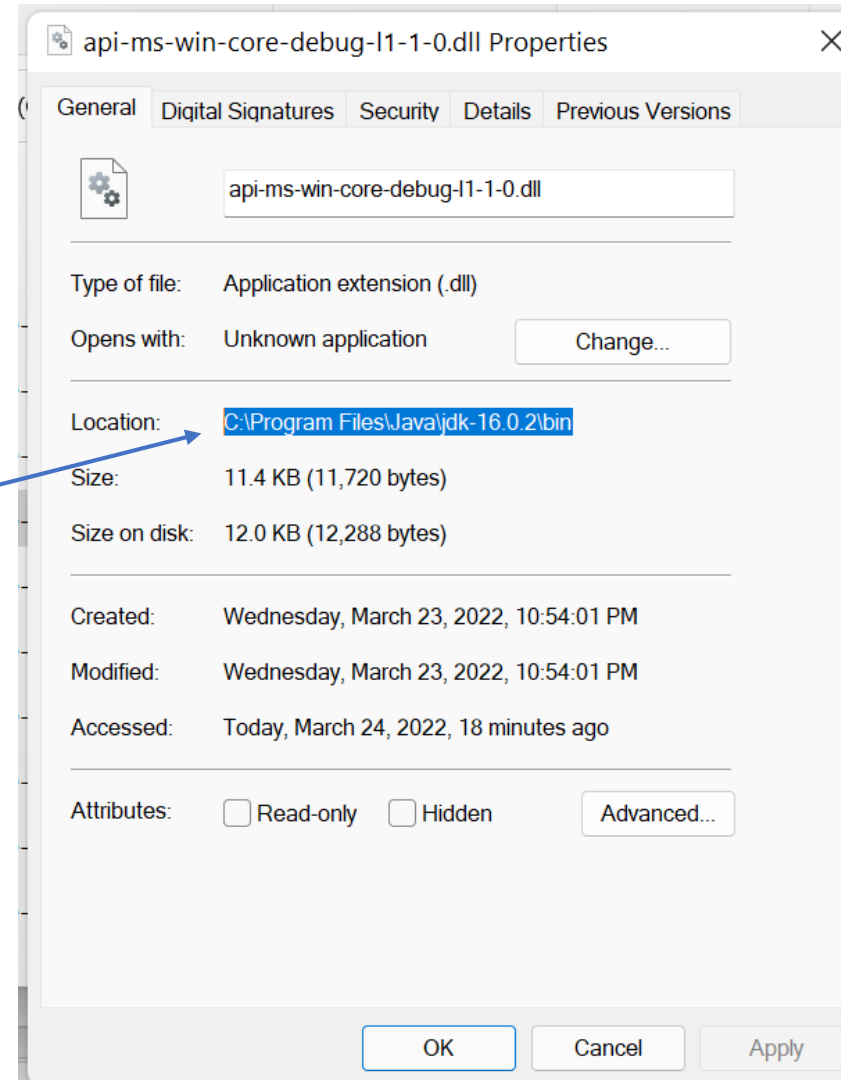 api-ms-win-core-debug-l1-1-0.dll Properties
General Digital Signatures Security Details Previous Versions
api-ms-win-core-debug-l1-1-0.dll
Type of file: Application extension (.dll)
Opens with: Unknown application Change...
Location: C:\Program Files\Java\jdk-16.0.2\bin
Size: 11.4 KB (11,720 bytes)
Size on disk: 12.0 KB (12,288 bytes)
Created: Wednesday, March 23, 2022, 10:54:01 PM
Modified: Wednesday, March 23, 2022, 10:54:01 PM
Accessed: Today, March 24, 2022, 18 minutes ago
Attributes: Read-only Hidden Advanced...
OK Cancel Apply